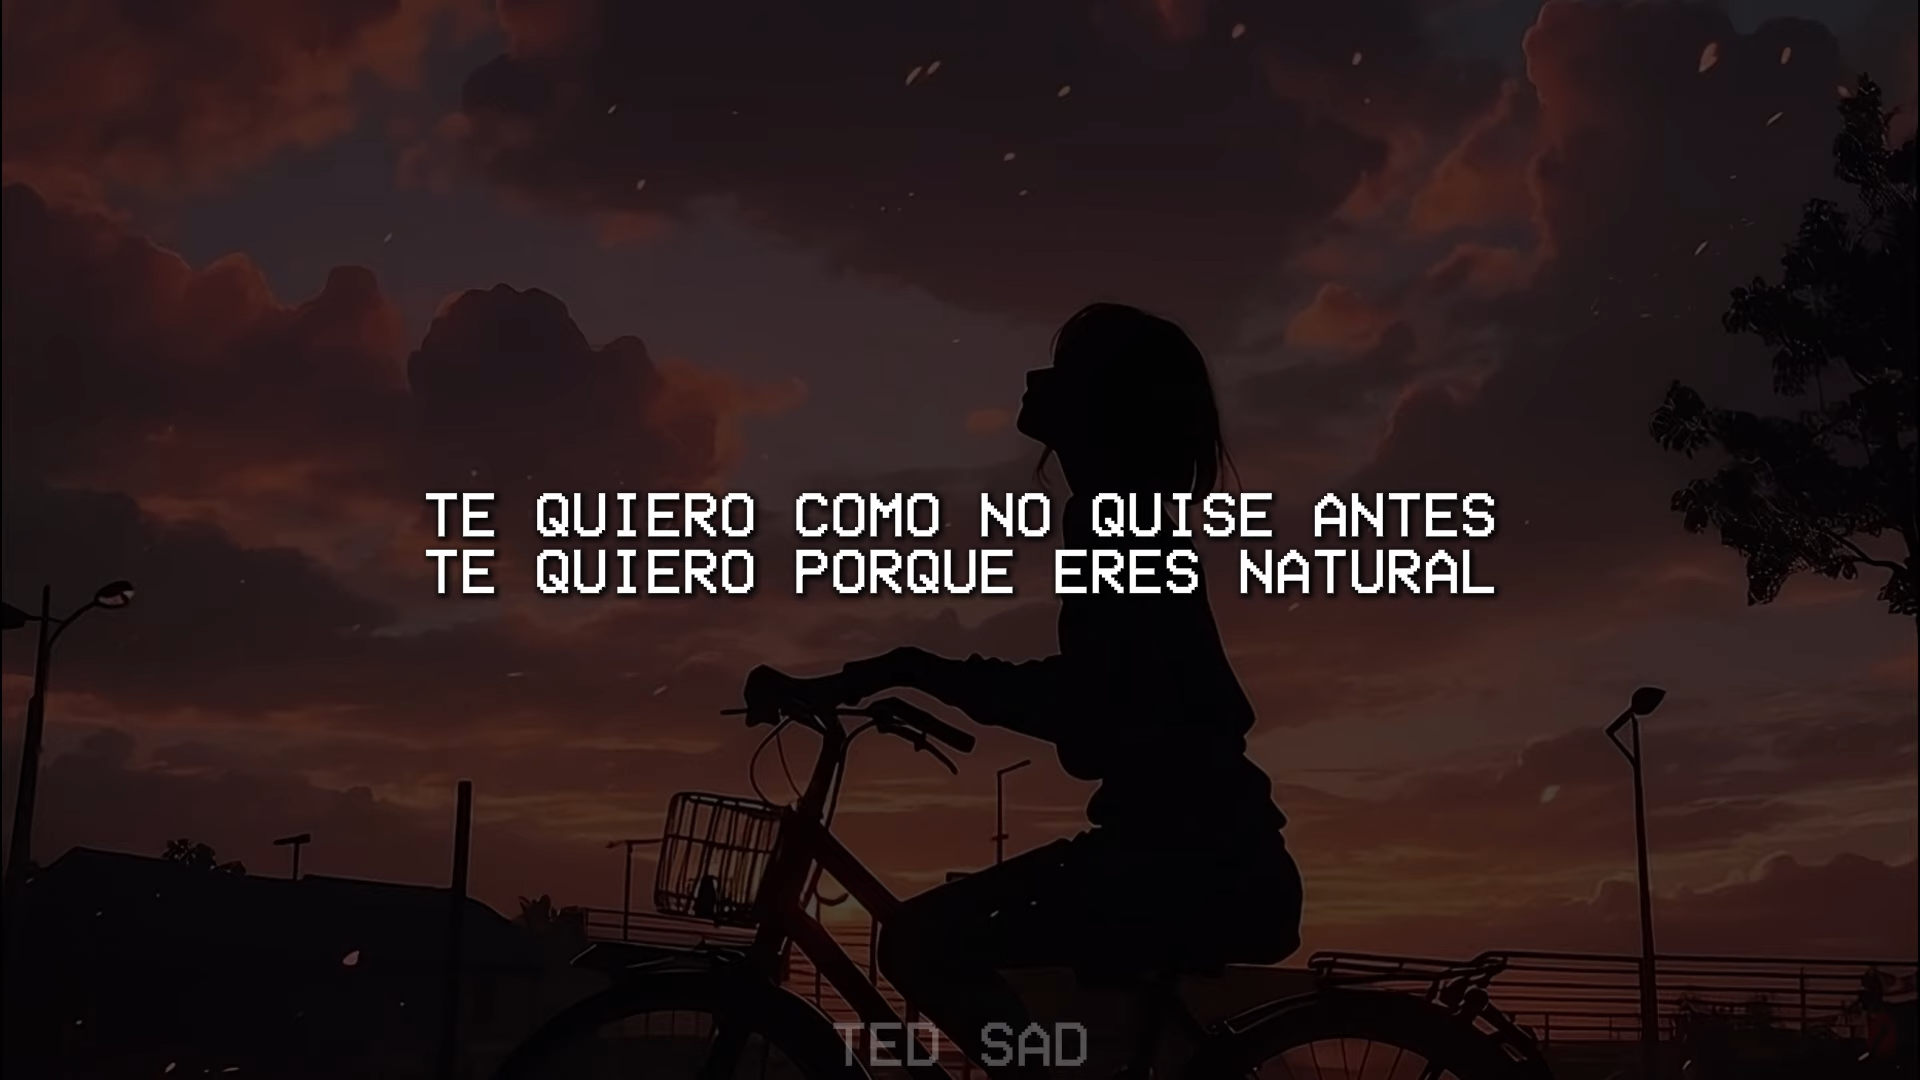 TE QUIERO COMO NO QUISE ANTES
TE QUIERO PORQUE ERES NATURAL
TED SAD